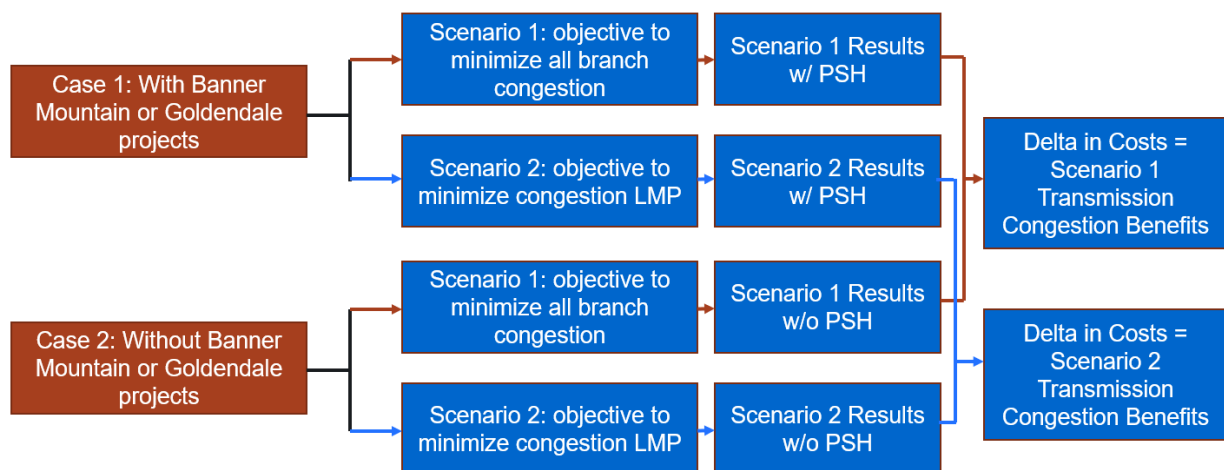 Case 1: With Banner
Mountain or Goldendale
projects
Scenario 1: objective to
minimize all branch
congestion
Scenario 1 Results
w/ PSH
Scenario 2: objective to
minimize congestion LMP
Scenario 2 Results
w/ PSH
Delta in Costs =
Scenario 1
Transmission
Congestion Benefits
Case 2: Without Banner
Mountain or Goldendale
projects
Scenario 1: objective to
minimize all branch
congestion
Scenario 1 Results
w/o PSH
Scenario 2: objective to
minimize congestion LMP
Scenario 2 Results
w/o PSH
Delta in Costs =
Scenario 2
Transmission
Congestion Benefits